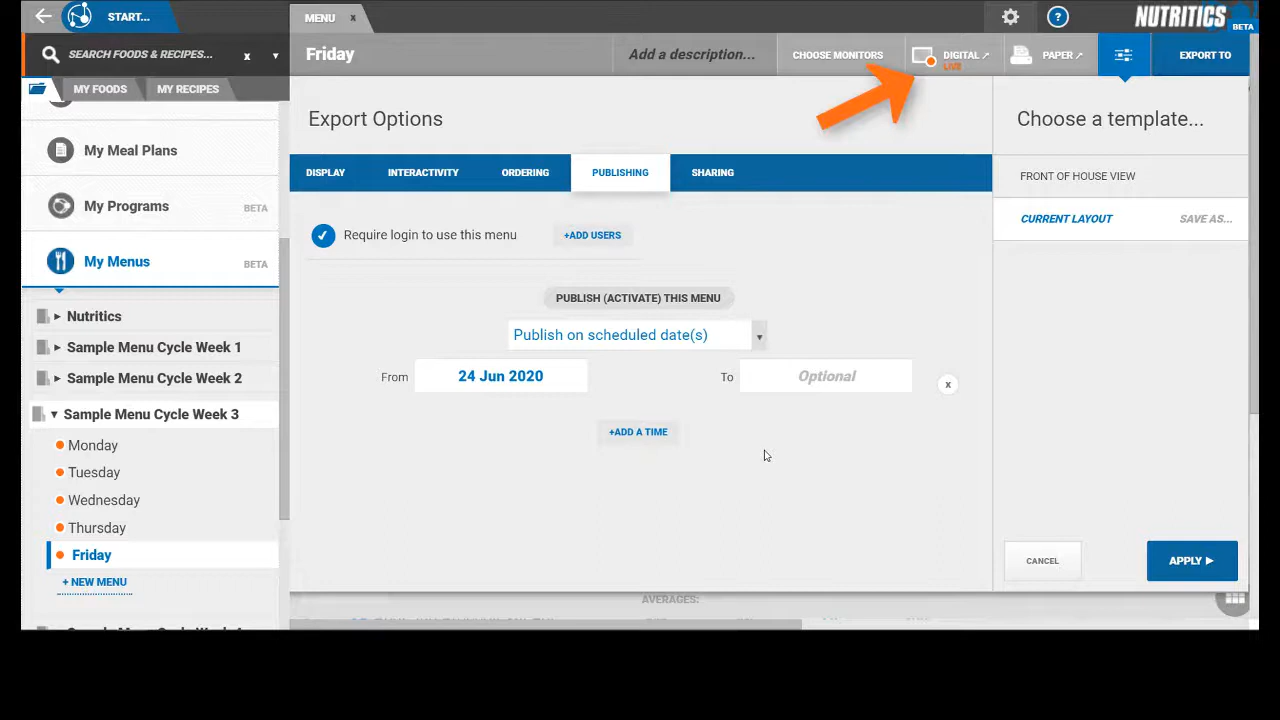 START...
MENU x
?
NUTRITICS
BETA
SEARCH FOODS & RECIPES... x
Friday
Add a description...
CHOOSE MONITORS
DIGITAL
LIVE
PAPER
EXPORT TO
MY FOODS
MY RECIPES
My Meal Plans
My Programs BETA
My Menus BETA
Nutritics
Sample Menu Cycle Week 1
Sample Menu Cycle Week 2
Sample Menu Cycle Week 3
Monday
Tuesday
Wednesday
Thursday
Friday
+ NEW MENU
Export Options
DISPLAY INTERACTIVITY ORDERING PUBLISHING SHARING
Require login to use this menu +ADD USERS
PUBLISH (ACTIVATE) THIS MENU
Publish on scheduled date(s)
From 24 Jun 2020 To Optional x
+ADD A TIME
Choose a template...
FRONT OF HOUSE VIEW
CURRENT LAYOUT SAVE AS...
CANCEL APPLY
AVERAGES: